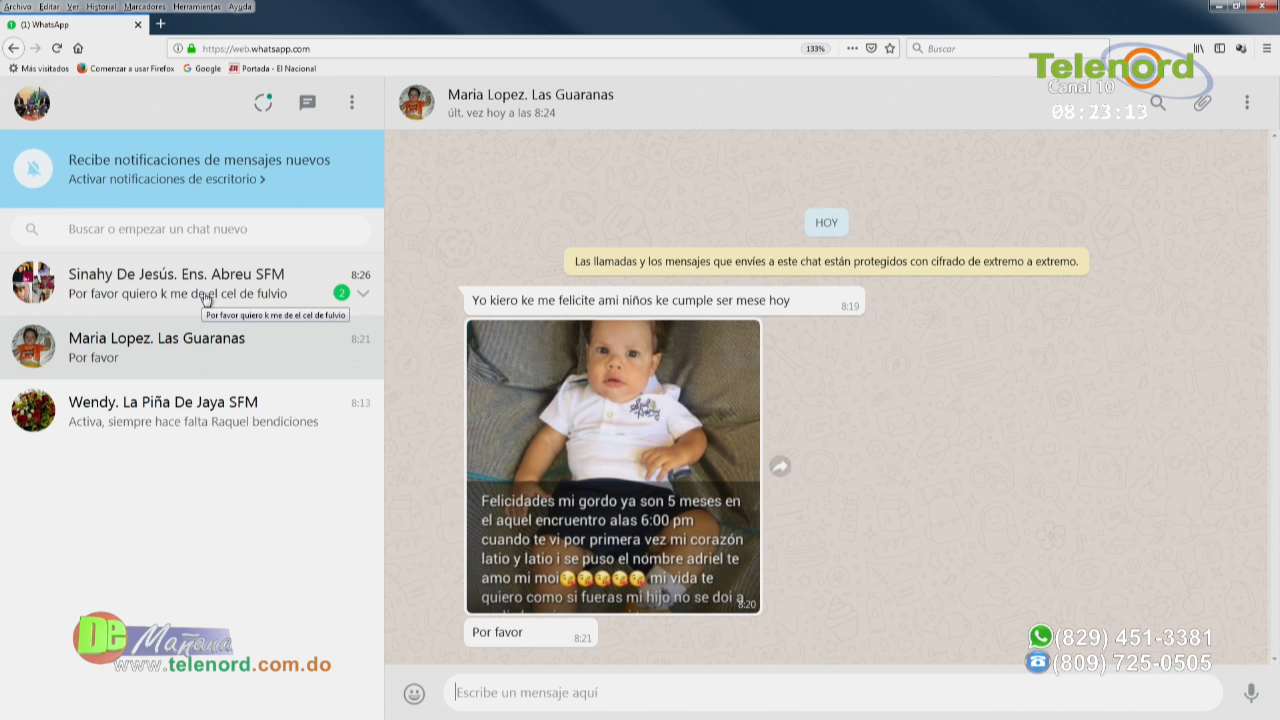 Archivo Editar Ver Historial Marcadores Herramientas Ayuda
(1) WhatsApp
https://web.whatsapp.com
133%
Buscar
Más visitados
Comenzar a usar Firefox
Google
Portada - El Nacional
Telenord
Canal 10
08:23:13
Maria Lopez. Las Guaranas
últ. vez hoy a las 8:24
Recibe notificaciones de mensajes nuevos
Activar notificaciones de escritorio >
Buscar o empezar un chat nuevo
Sinahy De Jesús. Ens. Abreu SFM
8:26
Por favor quiero k me de el cel de fulvio
2
Por favor quiero k me de el cel de fulvio
Maria Lopez. Las Guaranas
8:21
Por favor
Wendy. La Piña De Jaya SFM
8:13
Activa, siempre hace falta Raquel bendiciones
HOY
Las llamadas y los mensajes que envíes a este chat están protegidos con cifrado de extremo a extremo.
Yo kiero ke me felicite ami niños ke cumple ser mese hoy
8:19
Felicidades mi gordo ya son 5 meses en
el aquel encuentro alas 6:00 pm
cuando te vi por primera vez mi corazón
latio y latio i se puso el nombre adriel te
amo mi moi😘😘😘😘😘 mi vida te
quiero como si fueras mi hijo no se doi a
8:20
Por favor
8:21
Escribe un mensaje aquí
De Mañana
www.telenord.com.do
(829) 451-3381
(809) 725-0505